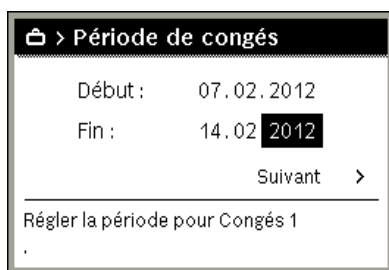 > Période de congés
Début : 07.02.2012
Fin : 14.02 2012
Suivant >
Régler la période pour Congés 1
.